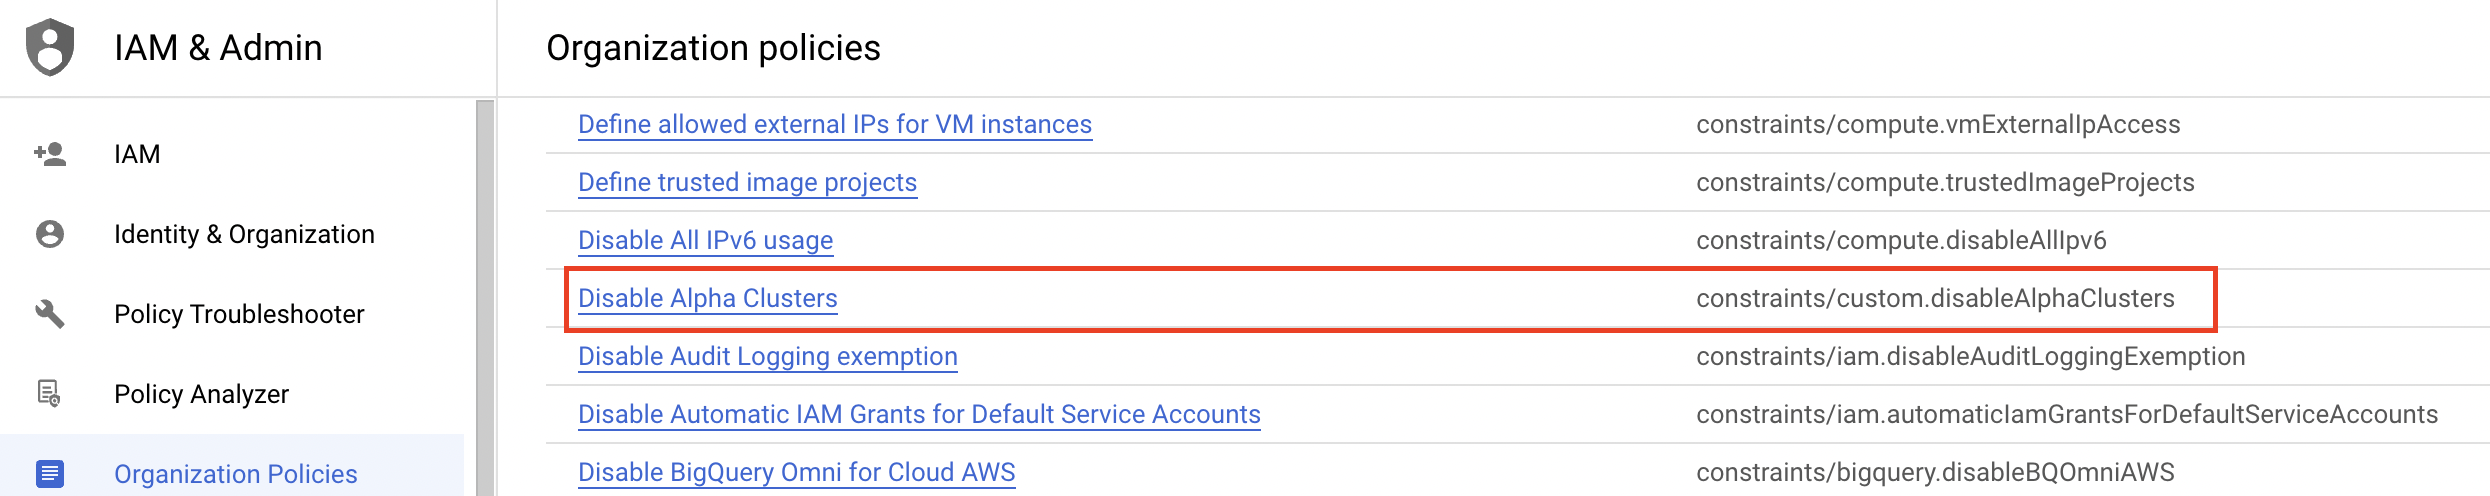 IAM & Admin
IAM
Identity & Organization
Policy Troubleshooter
Policy Analyzer
Organization Policies
Organization policies
Define allowed external IPs for VM instances constraints/compute.vmExternalIpAccess
Define trusted image projects constraints/compute.trustedImageProjects
Disable All IPv6 usage constraints/compute.disableAllIpv6
Disable Alpha Clusters constraints/custom.disableAlphaClusters
Disable Audit Logging exemption constraints/iam.disableAuditLoggingExemption
Disable Automatic IAM Grants for Default Service Accounts constraints/iam.automaticIamGrantsForDefaultServiceAccounts
Disable BigQuery Omni for Cloud AWS constraints/bigquery.disableBQOmniAWS